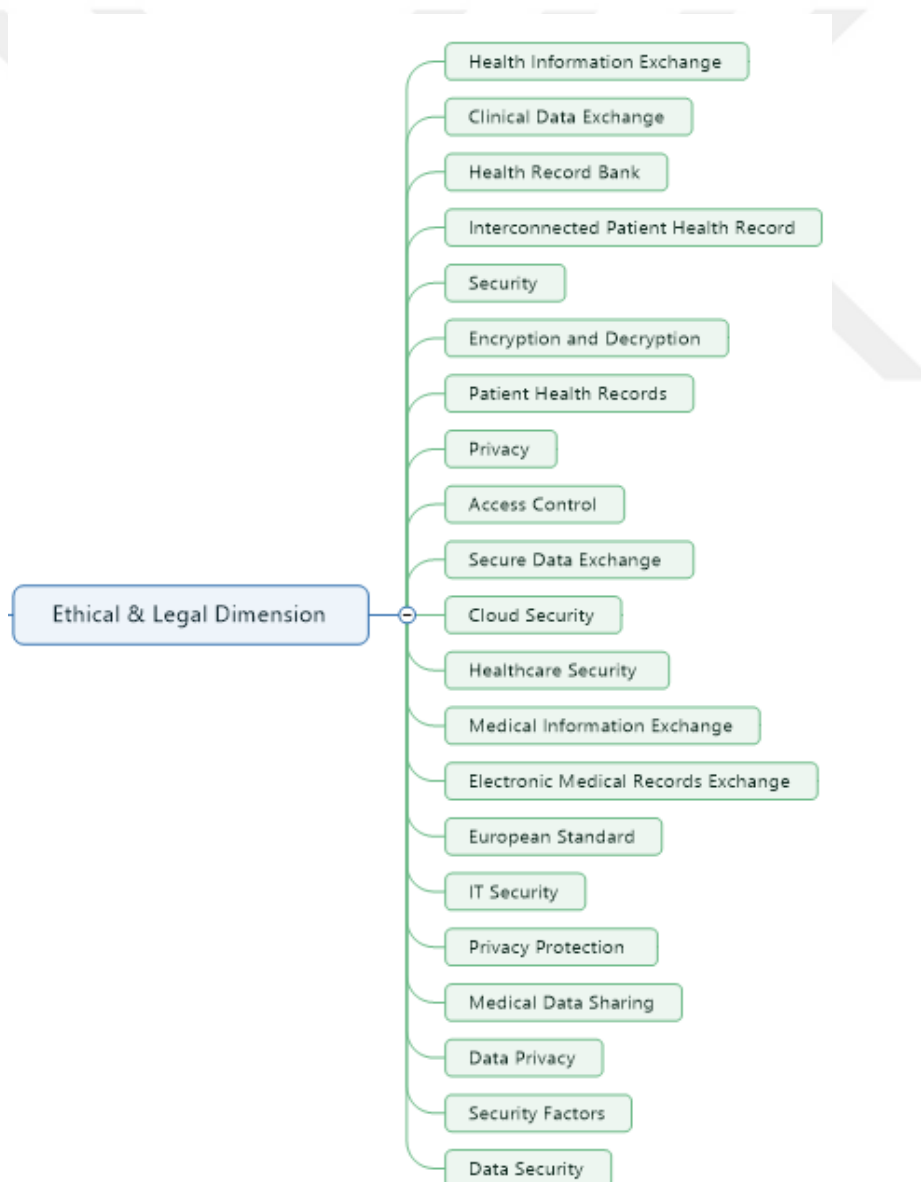 Health Information Exchange
Clinical Data Exchange
Health Record Bank
Interconnected Patient Health Record
Security
Encryption and Decryption
Patient Health Records
Privacy
Access Control
Secure Data Exchange
Ethical & Legal Dimension
Cloud Security
Healthcare Security
Medical Information Exchange
Electronic Medical Records Exchange
European Standard
IT Security
Privacy Protection
Medical Data Sharing
Data Privacy
Security Factors
Data Security